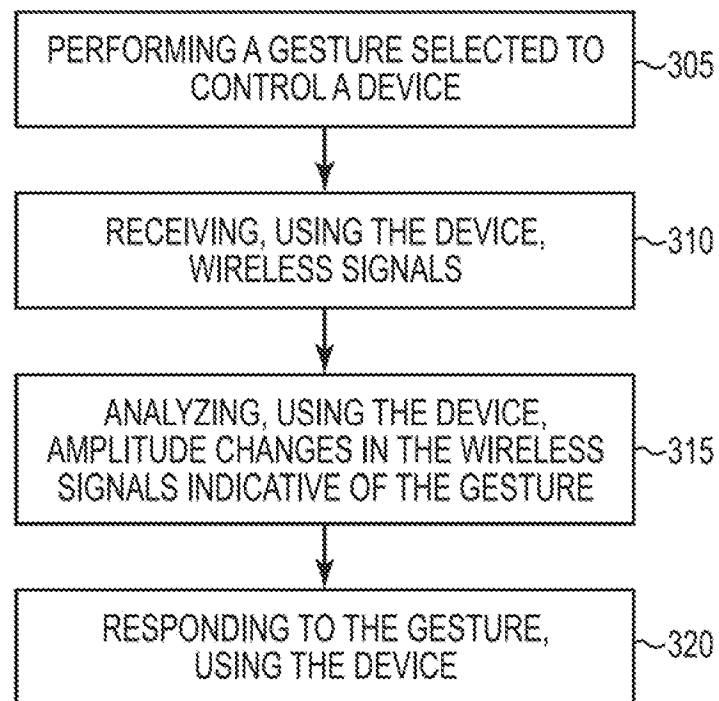 PERFORMING A GESTURE SELECTED TO
CONTROL A DEVICE
305
RECEIVING, USING THE DEVICE,
WIRELESS SIGNALS
310
ANALYZING, USING THE DEVICE,
AMPLITUDE CHANGES IN THE WIRELESS
SIGNALS INDICATIVE OF THE GESTURE
315
RESPONDING TO THE GESTURE,
USING THE DEVICE
320